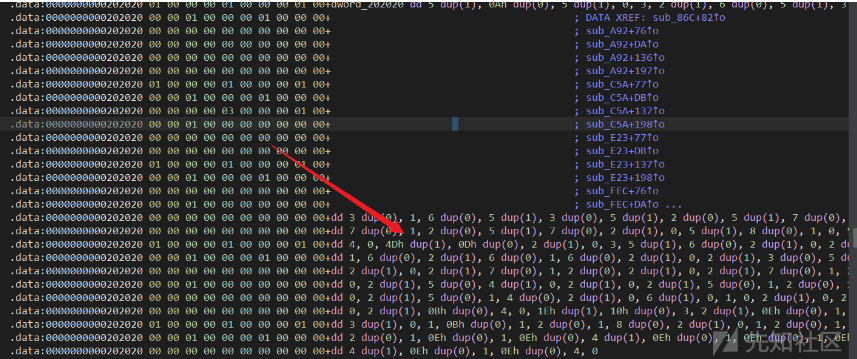 .data:0000000000202020 01 00 00 00 01 00 00 00 01 00+dword_202020 dd 5 dup(1), 0Ah dup(0), 5 dup(1), 0, 3, 2 dup(1), 6 dup(0), 5 dup(1), 3
.data:0000000000202020 00 00 01 00 00 00 01 00 00 00+ ; DATA XREF: sub_86C+82↑o
.data:0000000000202020 00 00 00 00 00 00 00 00 00 00+ ; sub_A92+76↑o
.data:0000000000202020 00 00 00 00 00 00 00 00 00 00+ ; sub_A92+DA↑o
.data:0000000000202020 00 00 00 00 00 00 00 00 00 00+ ; sub_A92+136↑o
.data:0000000000202020 00 00 00 00 00 00 00 00 00 00+ ; sub_A92+197↑o
.data:0000000000202020 01 00 00 00 01 00 00 00 01 00+ ; sub_C5A+77↑o
.data:0000000000202020 00 00 01 00 00 00 01 00 00 00+ ; sub_C5A+DB↑o
.data:0000000000202020 00 00 00 00 03 00 00 00 01 00+ ; sub_C5A+137↑o
.data:0000000000202020 00 00 01 00 00 00 00 00 00 00+ ; sub_C5A+198↑o
.data:0000000000202020 00 00 00 00 00 00 00 00 00 00+ ; sub_E23+77↑o
.data:0000000000202020 00 00 00 00 00 00 00 00 00 00+ ; sub_E23+DB↑o
.data:0000000000202020 01 00 00 00 01 00 00 00 01 00+ ; sub_E23+137↑o
.data:0000000000202020 00 00 01 00 00 00 01 00 00 00+ ; sub_E23+198↑o
.data:0000000000202020 00 00 00 00 00 00 00 00 00 00+ ; sub_FEC+76↑o
.data:0000000000202020 00 00 00 00 00 00 00 00 00 00+ ; sub_FEC+DA↑o ...
.data:0000000000202020 00 00 00 00 00 00 00 00 00 00+dd 3 dup(0), 1, 6 dup(0), 5 dup(1), 3 dup(0), 5 dup(1), 2 dup(0), 5 dup(1), 7 dup(0),
.data:0000000000202020 00 00 00 00 00 00 00 00 00 00+dd 7 dup(0), 1, 2 dup(0), 5 dup(1), 7 dup(0), 2 dup(1), 0, 5 dup(1), 8 dup(0), 1, 0, 5
.data:0000000000202020 01 00 00 00 01 00 00 00 01 00+dd 4, 0, 4Dh dup(1), 0Dh dup(0), 2 dup(1), 0, 3, 5 dup(1), 6 dup(0), 2 dup(1), 0, 2 du
.data:0000000000202020 00 00 01 00 00 00 01 00 00 00+dd 1, 6 dup(0), 2 dup(1), 6 dup(0), 1, 6 dup(0), 2 dup(1), 0, 2 dup(1), 3 dup(0), 5 du
.data:0000000000202020 00 00 00 00 00 00 00 00 00 00+dd 2 dup(1), 0, 2 dup(1), 7 dup(0), 1, 2 dup(0), 2 dup(1), 0, 2 dup(1), 7 dup(0), 1, 2
.data:0000000000202020 00 00 00 00 00 00 00 00 00 00+dd 0, 2 dup(1), 5 dup(0), 4 dup(1), 0, 2 dup(1), 0, 2 dup(1), 5 dup(0), 1, 2 dup(0), 2
.data:0000000000202020 00 00 00 00 00 00 00 00 00 00+dd 0, 2 dup(1), 5 dup(0), 1, 4 dup(0), 2 dup(1), 0, 6 dup(1), 0, 1, 0, 2 dup(1), 0, 2
.data:0000000000202020 00 00 00 00 00 00 00 00 00 00+dd 0, 2 dup(1), 0Bh dup(0), 4, 0, 1Eh dup(1), 10h dup(0), 3, 2 dup(1), 0Eh dup(0), 1,
.data:0000000000202020 01 00 00 00 01 00 00 00 01 00+dd 3 dup(1), 0, 1, 0Bh dup(0), 1, 2 dup(0), 1, 8 dup(0), 2 dup(1), 0, 1, 2 dup(0), 1,
.data:0000000000202020 00 00 01 00 00 00 01 00 00 00+dd 2 dup(0), 1, 0Eh dup(0), 1, 0Eh dup(0), 4 dup(1), 0Eh dup(0), 1, 0Eh dup(0), 1, 0Eh
.data:0000000000202020 00 00 00 00 00 00 00 00 00 00+dd 4 dup(1), 0Eh dup(0), 1, 0Eh dup(0), 4, 0
先知社区